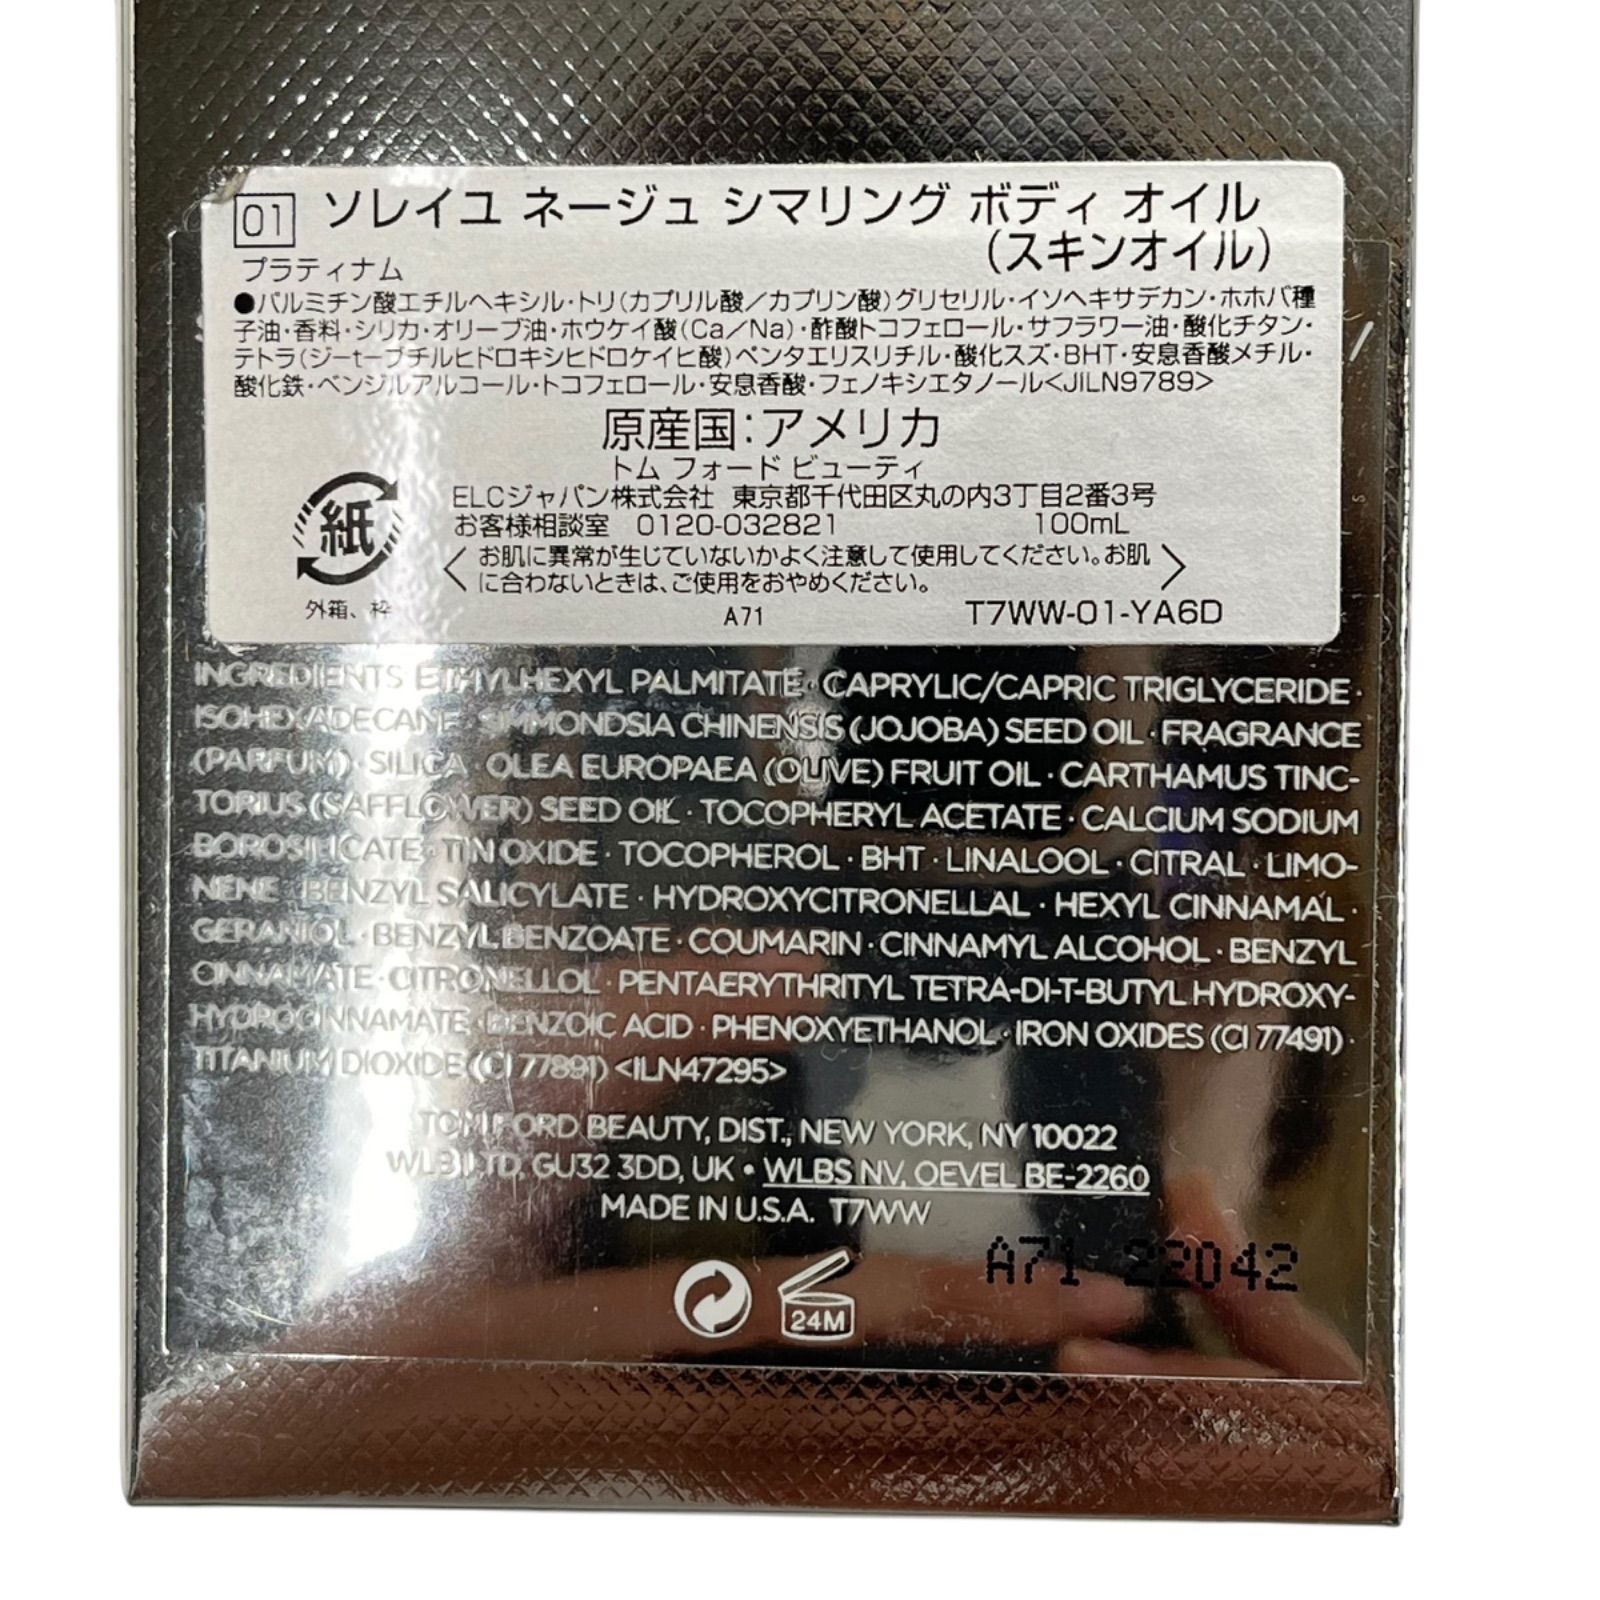 01 ソレイユ ネージュ シマリング ボディ オイル
(スキンオイル)
プラティナム
●パルミチン酸エチルヘキシル・トリ(カプリル酸/カプリン酸)グリセリル・イソヘキサデカン・ホホバ種
子油・香料・シリカ・オリーブ油・ホウケイ酸(Ca/Na)・酢酸トコフェロール・サフラワー油・酸化チタン・
テトラ(ジ-t-ブチルヒドロキシヒドロケイヒ酸)ペンタエリスリチル・酸化スズ・BHT・安息香酸メチル・
酸化鉄・ベンジルアルコール・トコフェロール・安息香酸・フェノキシエタノール<JILN9789>
原産国:アメリカ
トム フォード ビューティ
ELCジャパン株式会社 東京都千代田区丸の内3丁目2番3号
お客様相談室 0120-032821 100mL
紙
外箱、枠
〈お肌に異常が生じていないかよく注意して使用してください。お肌
に合わないときは、ご使用をおやめください。〉
A71 T7WW-01-YA6D
INGREDIENTS ETHYLHEXYL PALMITATE · CAPRYLIC/CAPRIC TRIGLYCERIDE ·
ISOHEXADECANE · SIMMONDSIA CHINENSIS (JOJOBA) SEED OIL · FRAGRANCE
(PARFUM) · SILICA · OLEA EUROPAEA (OLIVE) FRUIT OIL · CARTHAMUS TINC-
TORIUS (SAFFLOWER) SEED OIL · TOCOPHERYL ACETATE · CALCIUM SODIUM
BOROSILICATE · TIN OXIDE · TOCOPHEROL · BHT · LINALOOL · CITRAL · LIMO-
NENE · BENZYL SALICYLATE · HYDROXYCITRONELLAL · HEXYL CINNAMAL ·
GERANIOL · BENZYL BENZOATE · COUMARIN · CINNAMYL ALCOHOL · BENZYL
CINNAMATE · CITRONELLOL · PENTAERYTHRITYL TETRA-DI-T-BUTYL HYDROXY-
HYDROCINNAMATE · BENZOIC ACID · PHENOXYETHANOL · IRON OXIDES (CI 77491) ·
TITANIUM DIOXIDE (CI 77891) <ILN47295>
TOM FORD BEAUTY, DIST., NEW YORK, NY 10022
WLB LTD, GU32 3DD, UK • WLBS NV, OEVEL BE-2260
MADE IN U.S.A. T7WW
A71 22042
24M